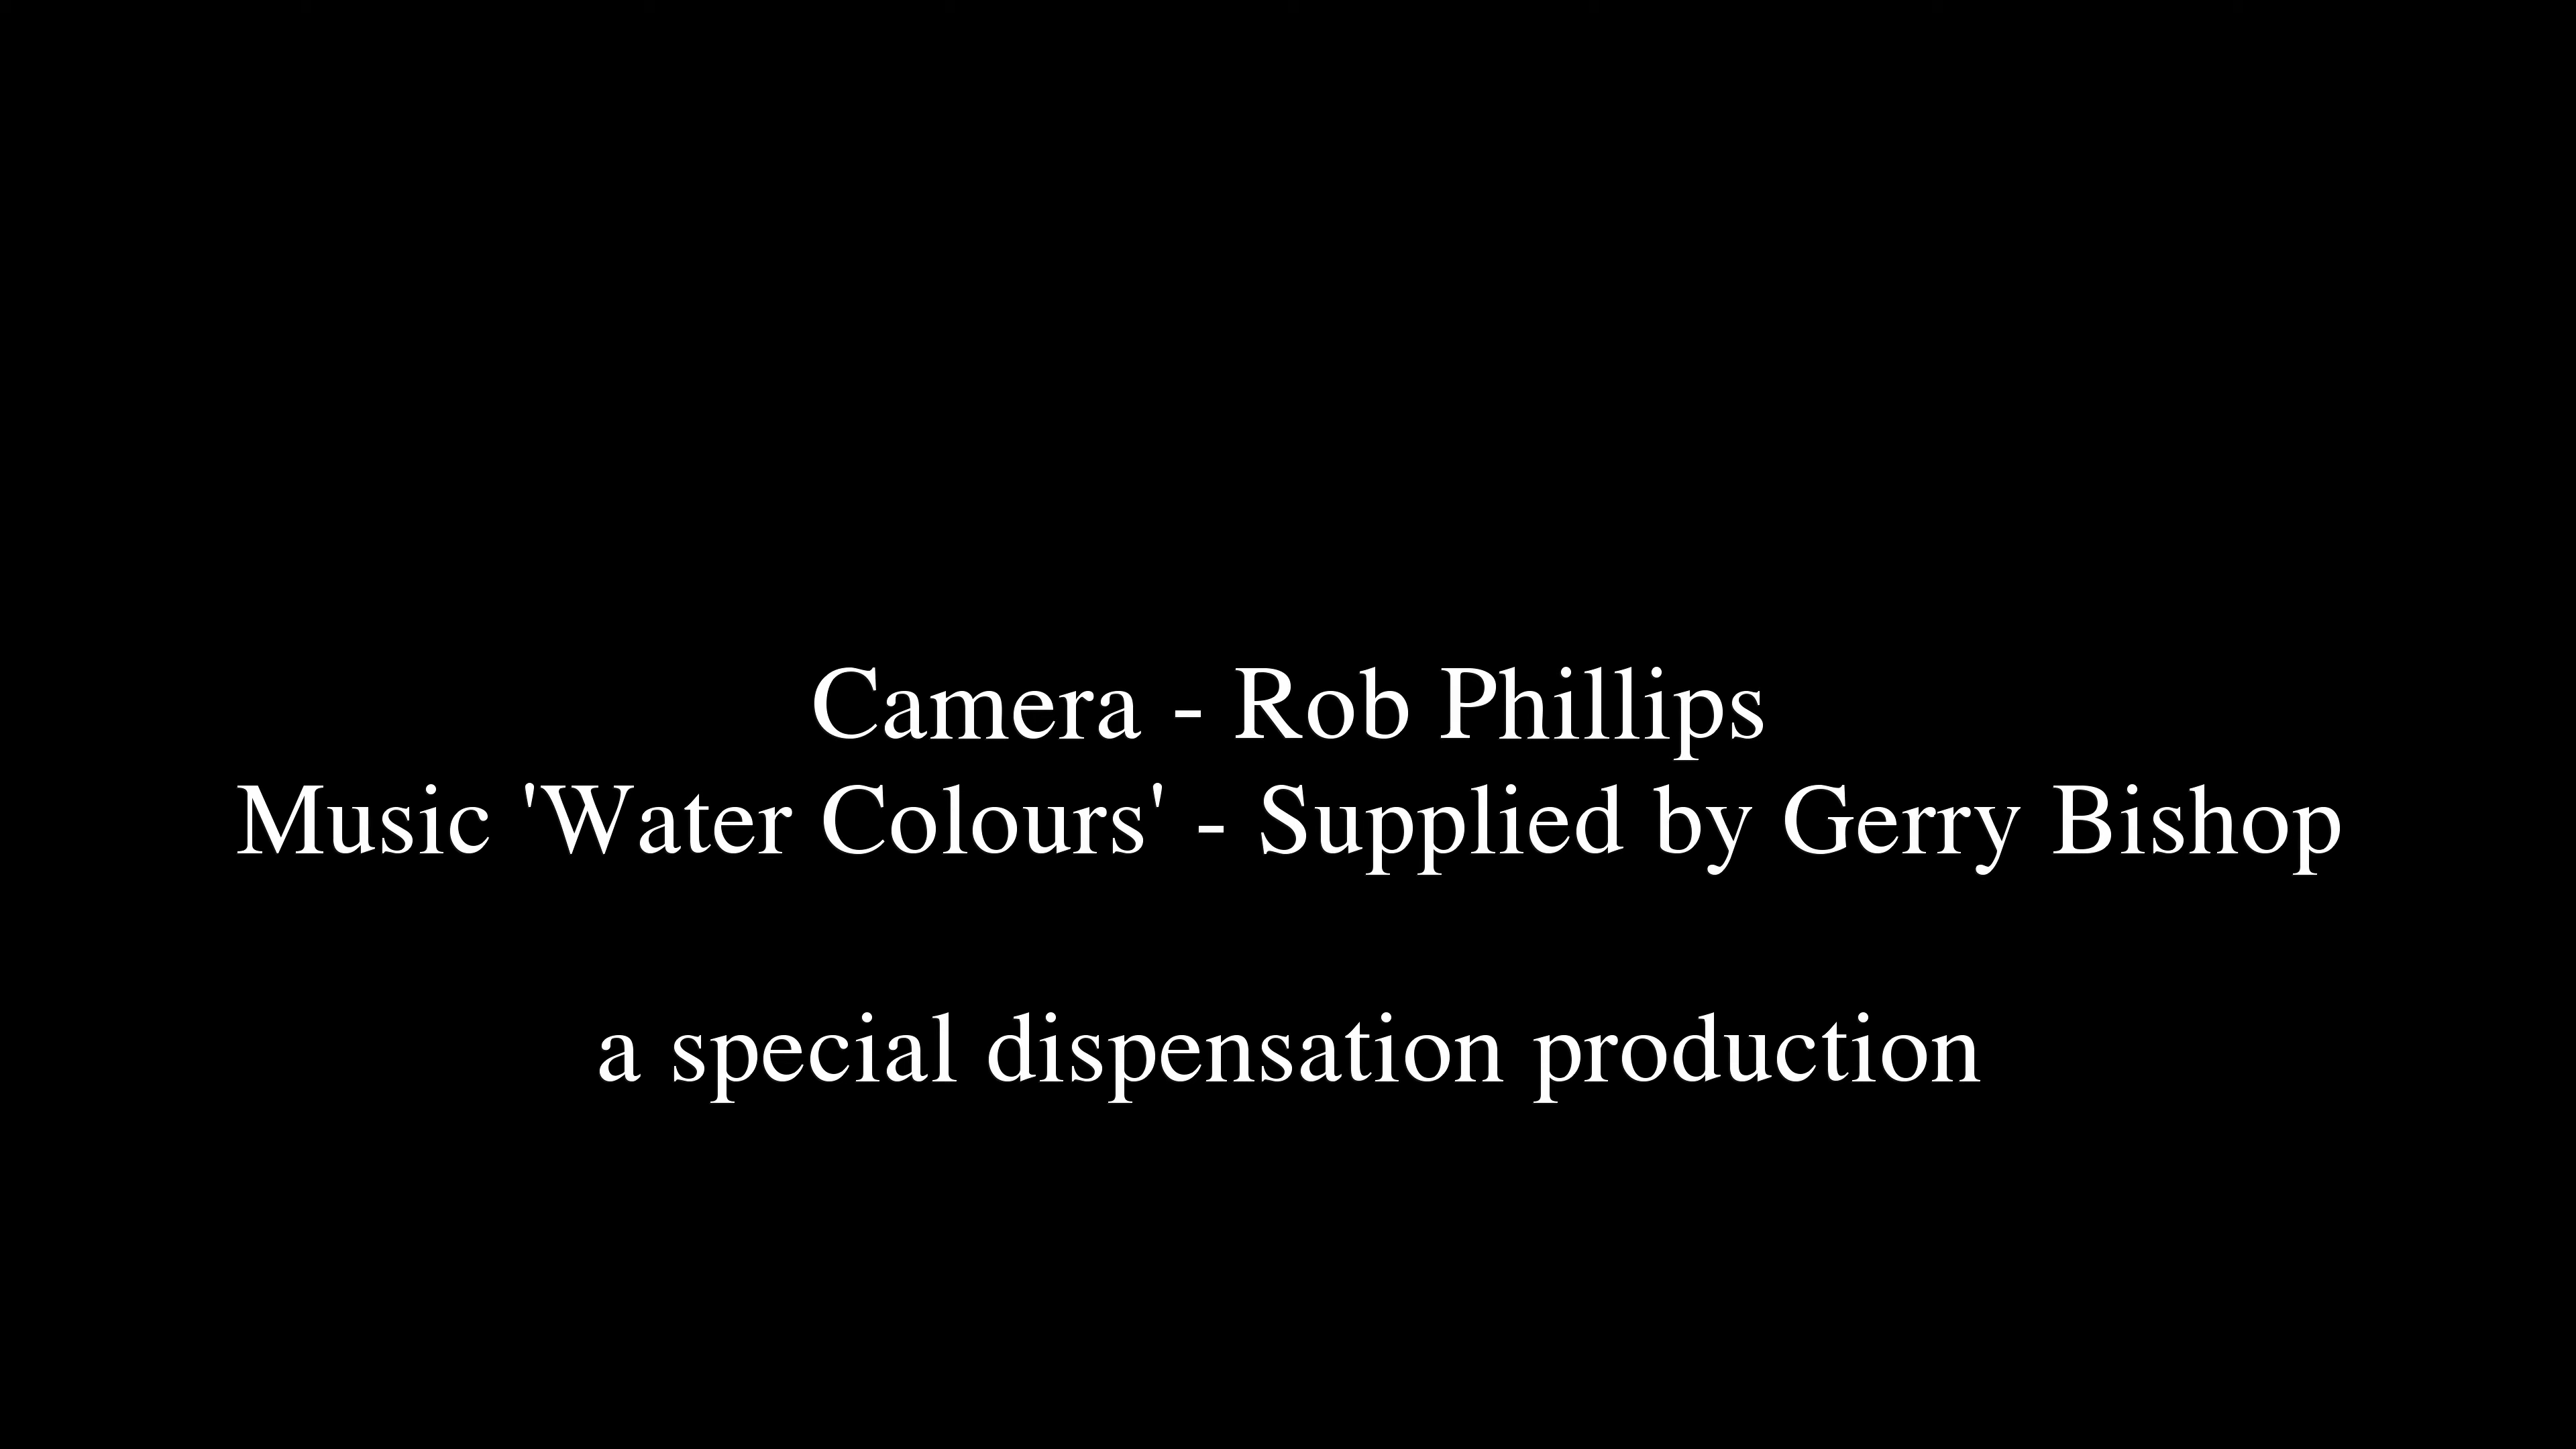 Camera - Rob Phillips
Music 'Water Colours' - Supplied by Gerry Bishop
a special dispensation production